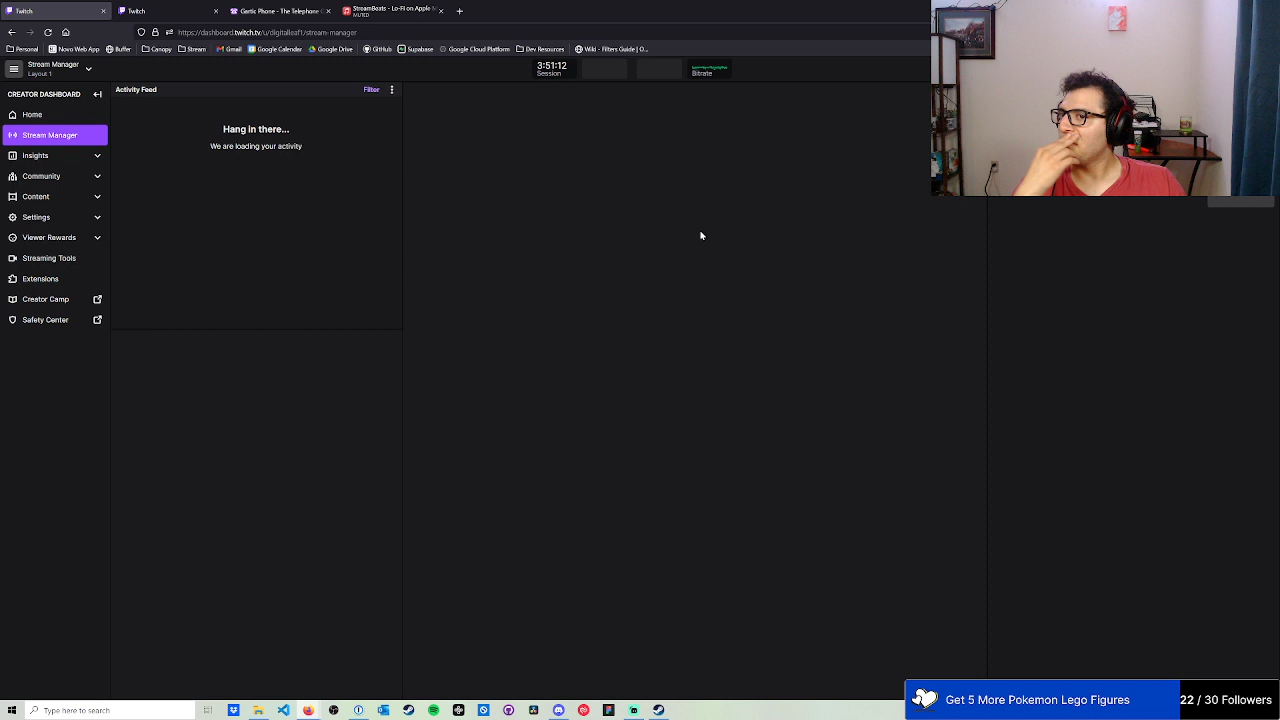 Twitch
Twitch
Gartic Phone - The Telephone G
StreamBeats - Lo-Fi on Apple M
MUTED
https://dashboard.twitch.tv/u/digitalleaf1/stream-manager
Personal
Novo Web App
Buffer
Canopy
Stream
Gmail
Google Calendar
Google Drive
GitHub
Supabase
Google Cloud Platform
Dev Resources
Wiki - Filters Guide [ O...
Stream Manager
Layout 1
3:51:12
Session
Bitrate
CREATOR DASHBOARD
Home
Stream Manager
Insights
Community
Content
Settings
Viewer Rewards
Streaming Tools
Extensions
Creator Camp
Safety Center
Activity Feed
Filter
Hang in there...
We are loading your activity
Get 5 More Pokemon Lego Figures
22 / 30 Followers
Type here to search